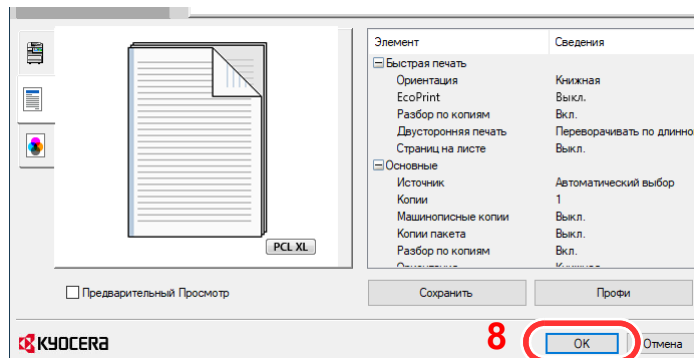 Элемент Сведения
Быстрая печать
Ориентация Книжная
EcoPrint Выкл.
Разбор по копиям Вкл.
Двусторонняя печать Переворачивать по длинно
Страниц на листе Выкл.
Основные
Источник Автоматический выбор
Копии 1
Машинописные копии Выкл.
Копии пакета Выкл.
Разбор по копиям Вкл.
PCL XL
Предварительный Просмотр
Сохранить Профи
KYOCERA
8 OK Отмена